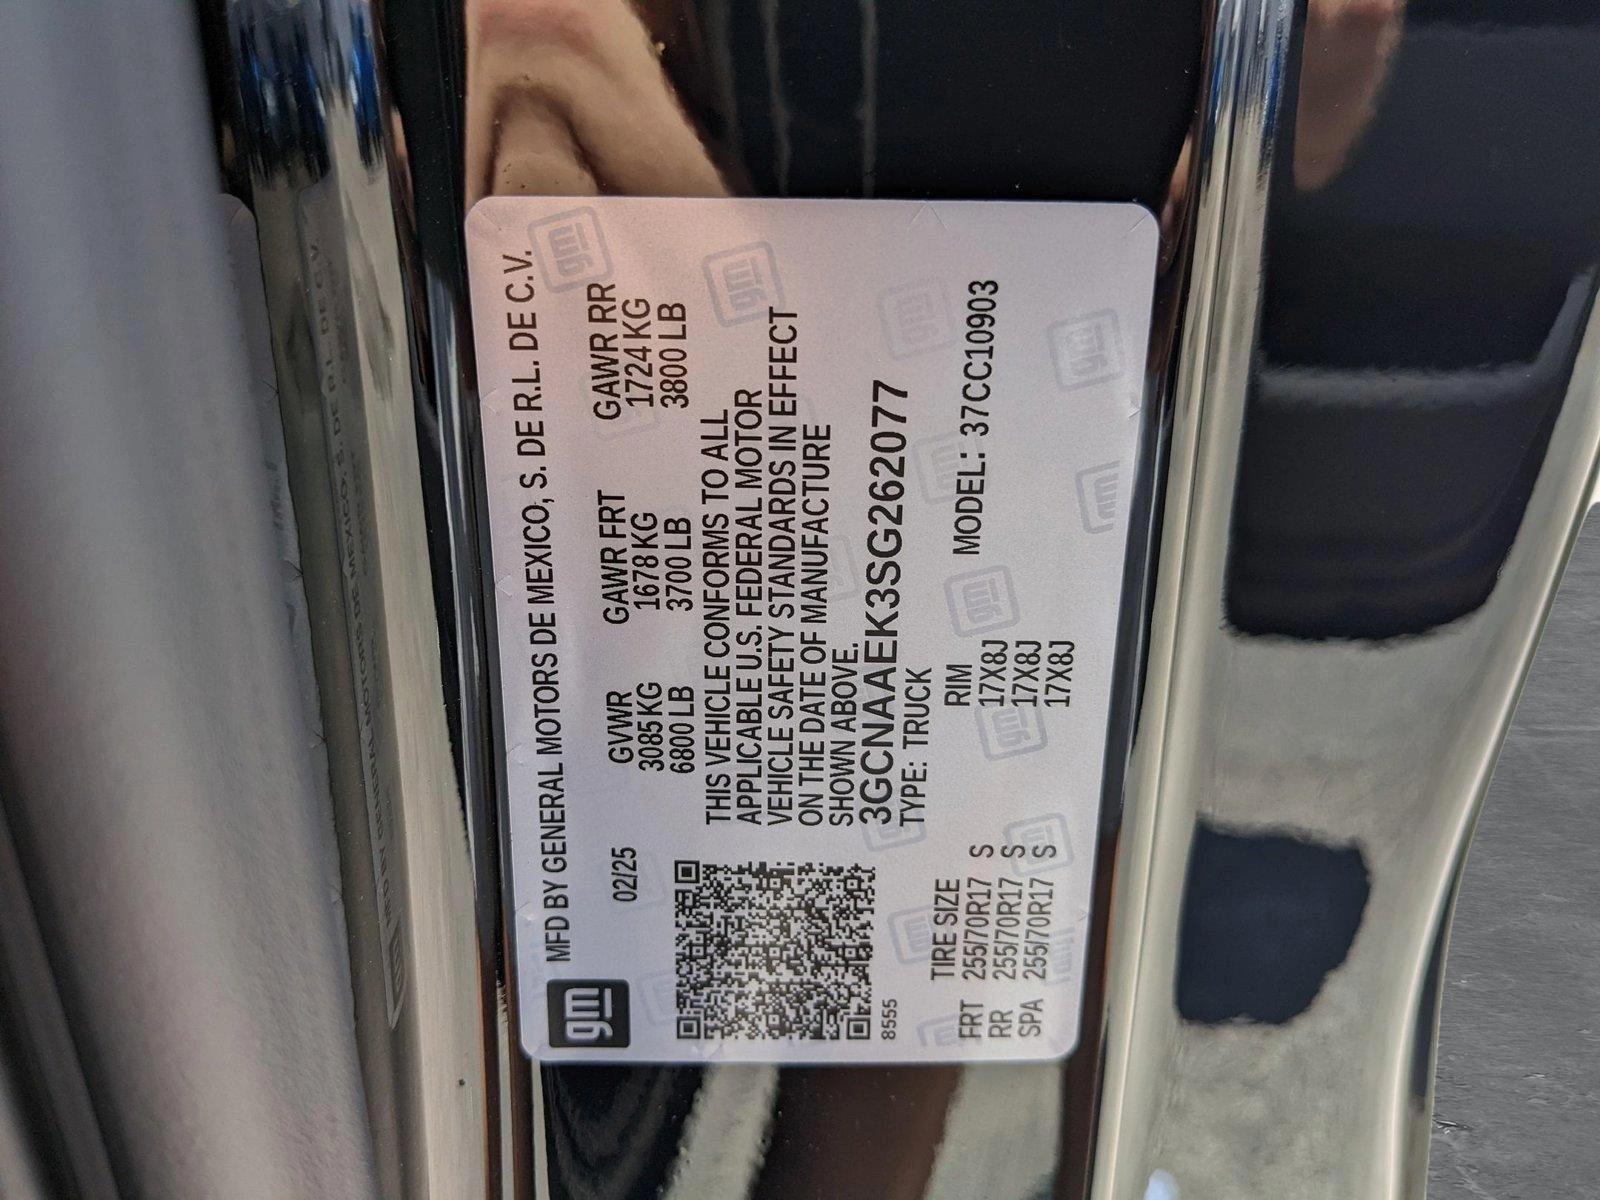 gm MFD BY GENERAL MOTORS DE MEXICO, S. DE R.L. DE C.V.
02/25 GVWR GAWR FRT GAWR RR
3085 KG 1678 KG 1724 KG
6800 LB 3700 LB 3800 LB
THIS VEHICLE CONFORMS TO ALL
APPLICABLE U.S. FEDERAL MOTOR
VEHICLE SAFETY STANDARDS IN EFFECT
ON THE DATE OF MANUFACTURE
SHOWN ABOVE.
3GCNAAEK3SG262077
8555 TYPE: TRUCK MODEL: 37CC10903
TIRE SIZE RIM
FRT 255/70R17 S 17X8J
RR 255/70R17 S 17X8J
SPA 255/70R17 S 17X8J